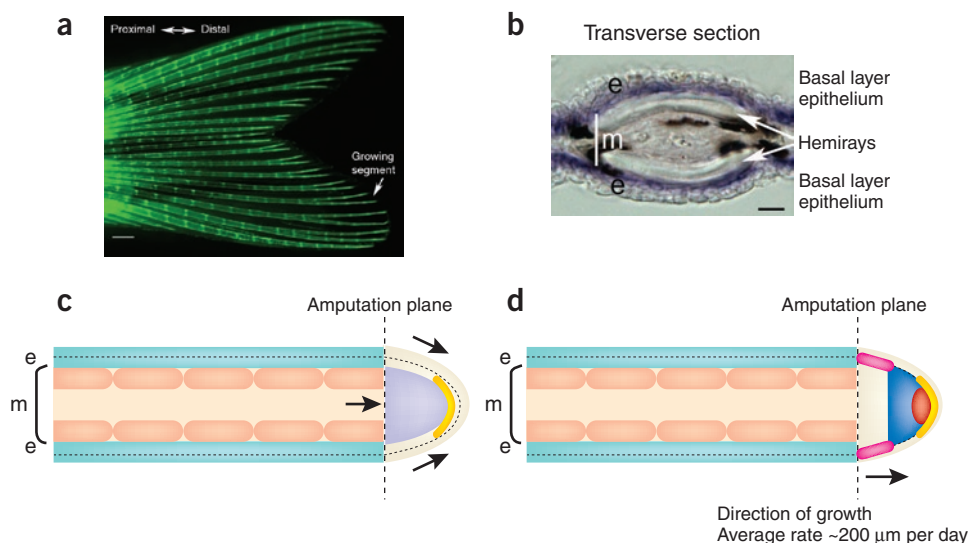 a
Proximal Distal
Growing
segment
b
Transverse section
e
m
e
Basal layer
epithelium
Hemirays
Basal layer
epithelium
c
Amputation plane
e
m
e
d
Amputation plane
e
m
e
Direction of growth
Average rate ~200 μm per day